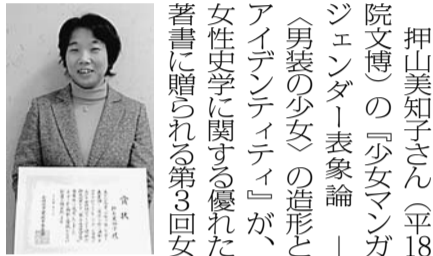 押山美知子さん（平18
院文博）の『少女マンガ
ジェンダー表象論　―
〈男装の少女〉の造形と
アイデンティティ』が、
女性史学に関する優れた
著書に贈られる第３回女
賞状